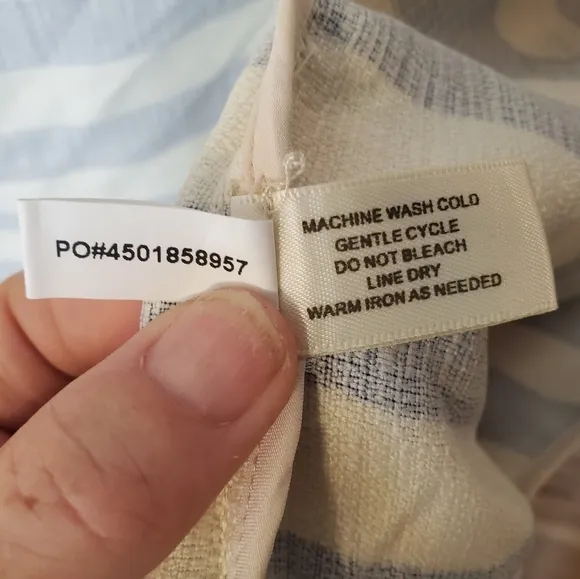 PO#4501858957
MACHINE WASH COLD
GENTLE CYCLE
DO NOT BLEACH
LINE DRY
WARM IRON AS NEEDED